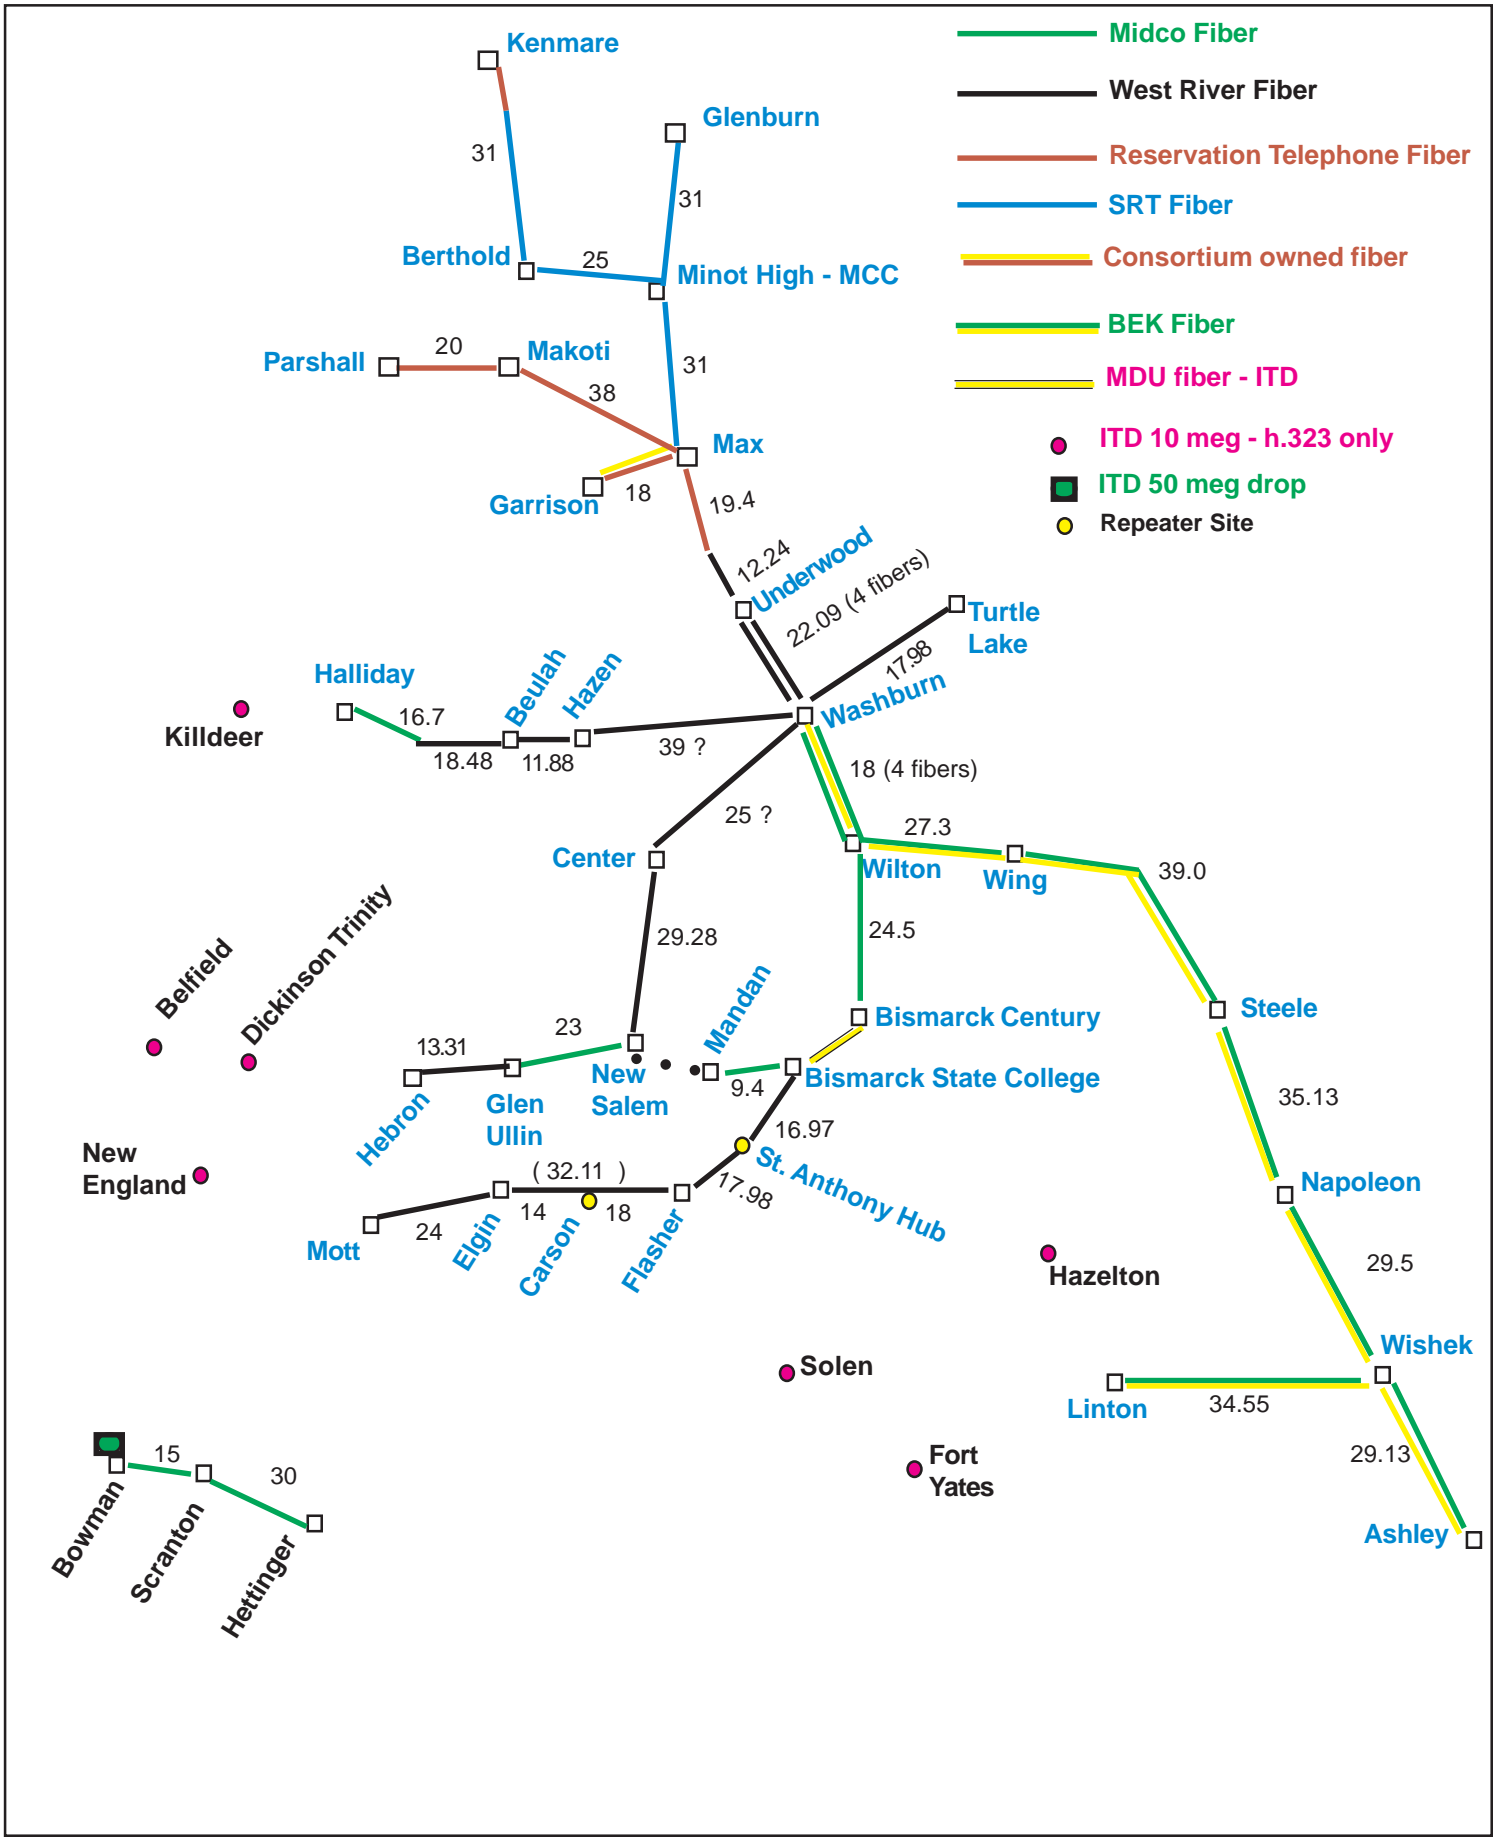 Kenmare
Midco Fiber
West River Fiber
Glenburn
31
Reservation Telephone Fiber
31
SRT Fiber
Berthold
25
Consortium owned fiber
Minot High - MCC
BEK Fiber
Parshall
20
Makoti
31
MDU fiber - ITD
38
Max
ITD 10 meg - h.323 only
Garrison
18
19.4
ITD 50 meg drop
Repeater Site
12.24
Underwood
22.09 (4 fibers)
Turtle
Lake
17.98
Halliday
Beulah
Hazen
Washburn
Killdeer
16.7
18.48
11.88
39 ?
18 (4 fibers)
25 ?
27.3
Center
Wilton
Wing
39.0
Belfield
Dickinson Trinity
29.28
24.5
Mandan
Bismarck Century
Steele
13.31
23
New
Salem
9.4
Bismarck State College
Hebron
Glen
Ullin
35.13
16.97
New
England
( 32.11 )
St. Anthony Hub
17.98
Napoleon
Mott
24
Elgin
14
Carson
18
Flasher
Hazelton
29.5
Wishek
Solen
Linton
34.55
29.13
Bowman
15
Scranton
30
Hettinger
Fort
Yates
Ashley